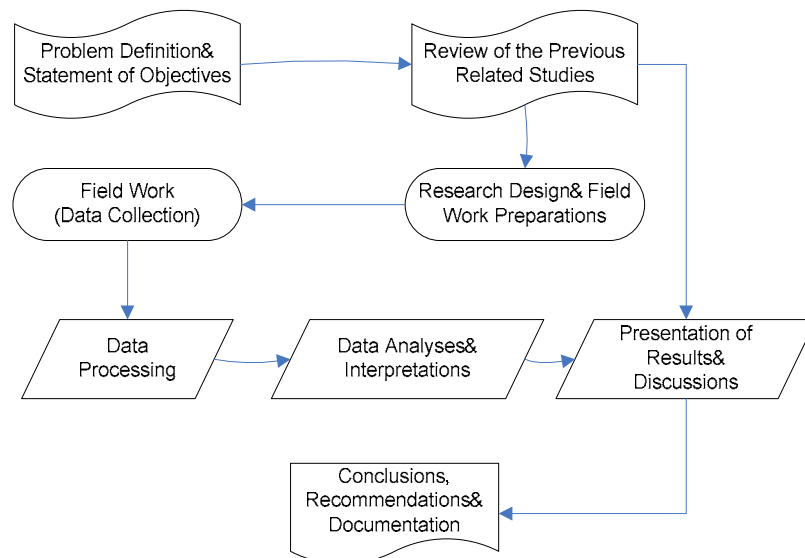 Problem Definition&
Statement of Objectives
Review of the Previous
Related Studies
Field Work
(Data Collection)
Research Design& Field
Work Preparations
Data
Processing
Data Analyses&
Interpretations
Presentation of
Results&
Discussions
Conclusions,
Recommendations&
Documentation